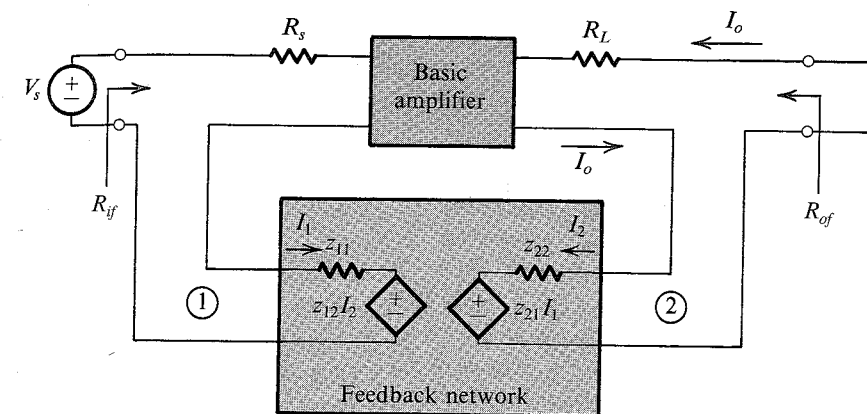 R_s
R_L
I_o
V_s
+
−
Basic
amplifier
I_o
R_if
R_of
I_1
I_2
z_11
z_22
1
z_12I_2
+
−
+
−
z_21I_1
2
Feedback network